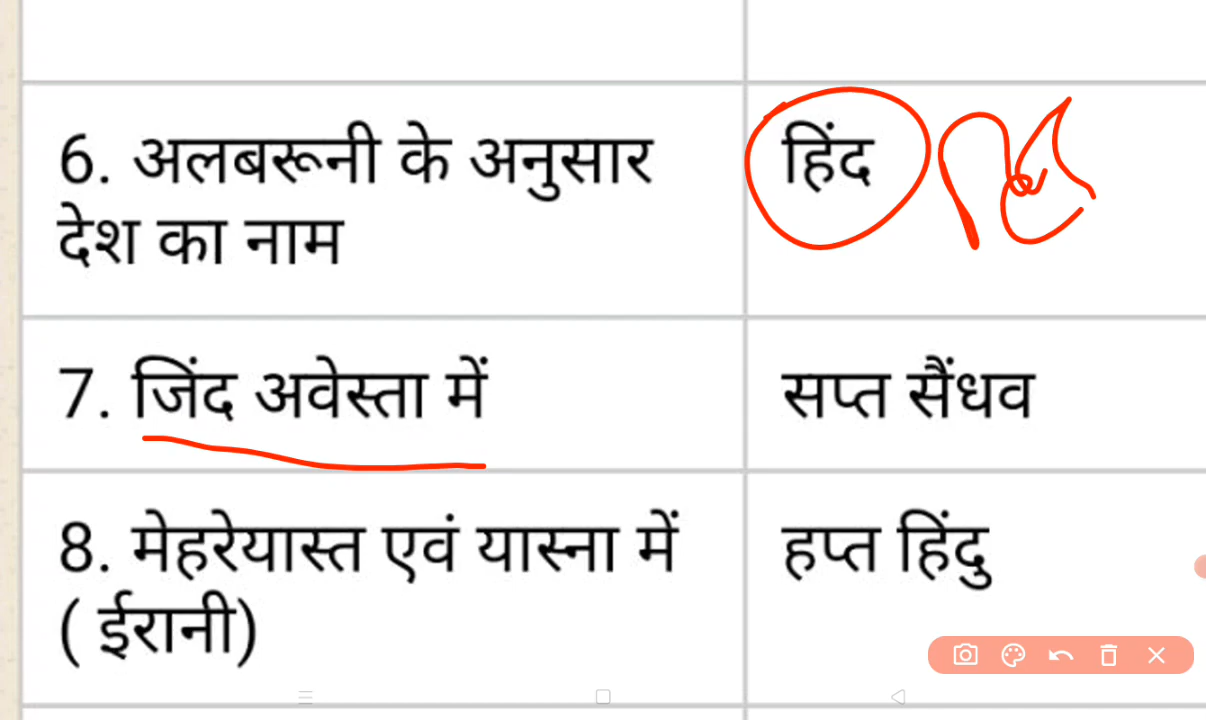 6. अलबरूनी के अनुसार
देश का नाम
हिंद
7. जिंद अवेस्ता में
सप्त सैंधव
8. मेहरेयास्त एवं यास्ना में
( ईरानी)
हप्त हिंदु